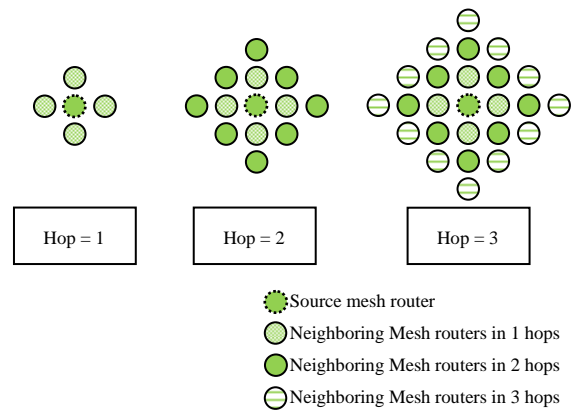 Hop = 1
Hop = 2
Hop = 3
Source mesh router
Neighboring Mesh routers in 1 hops
Neighboring Mesh routers in 2 hops
Neighboring Mesh routers in 3 hops